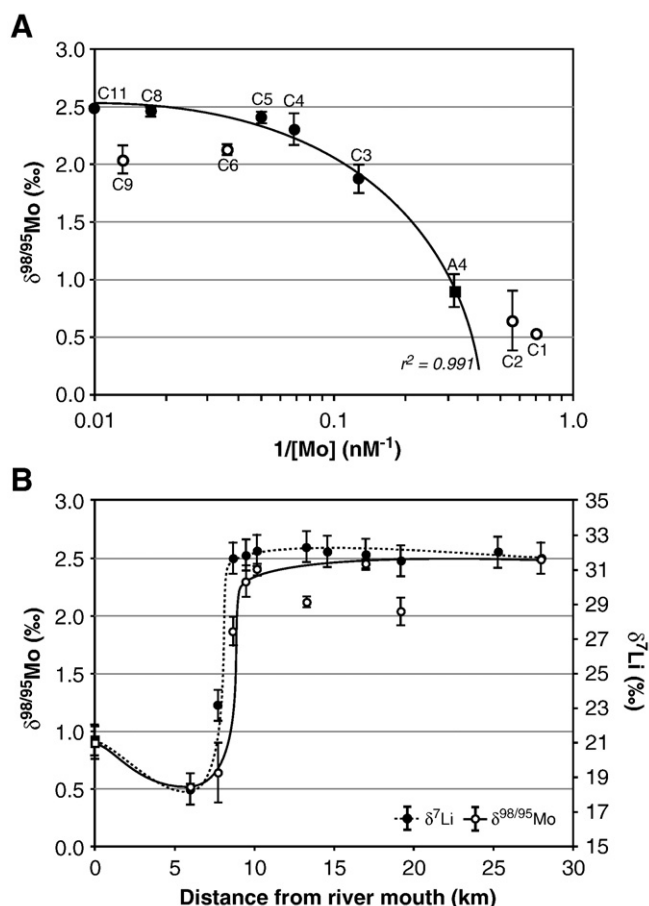 A
3.0
2.5
2.0
1.5
1.0
0.5
0.0
δ98/95Mo (‰)
C11
C8
C5
C4
C3
C9
C6
A4
C2
C1
r² = 0.991
0.01
0.1
1.0
1/[Mo] (nM⁻¹)
B
3.0
2.5
2.0
1.5
1.0
0.5
0.0
δ98/95Mo (‰)
35
33
31
29
27
25
23
21
19
17
15
δ⁷Li (‰)
δ⁷Li δ98/95Mo
0
5
10
15
20
25
30
Distance from river mouth (km)